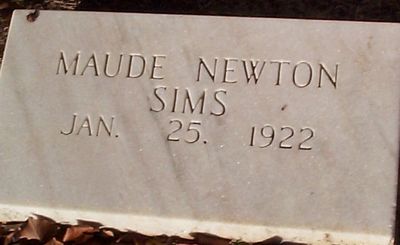 MAUDE NEWTON
SIMS
JAN. 25. 1922